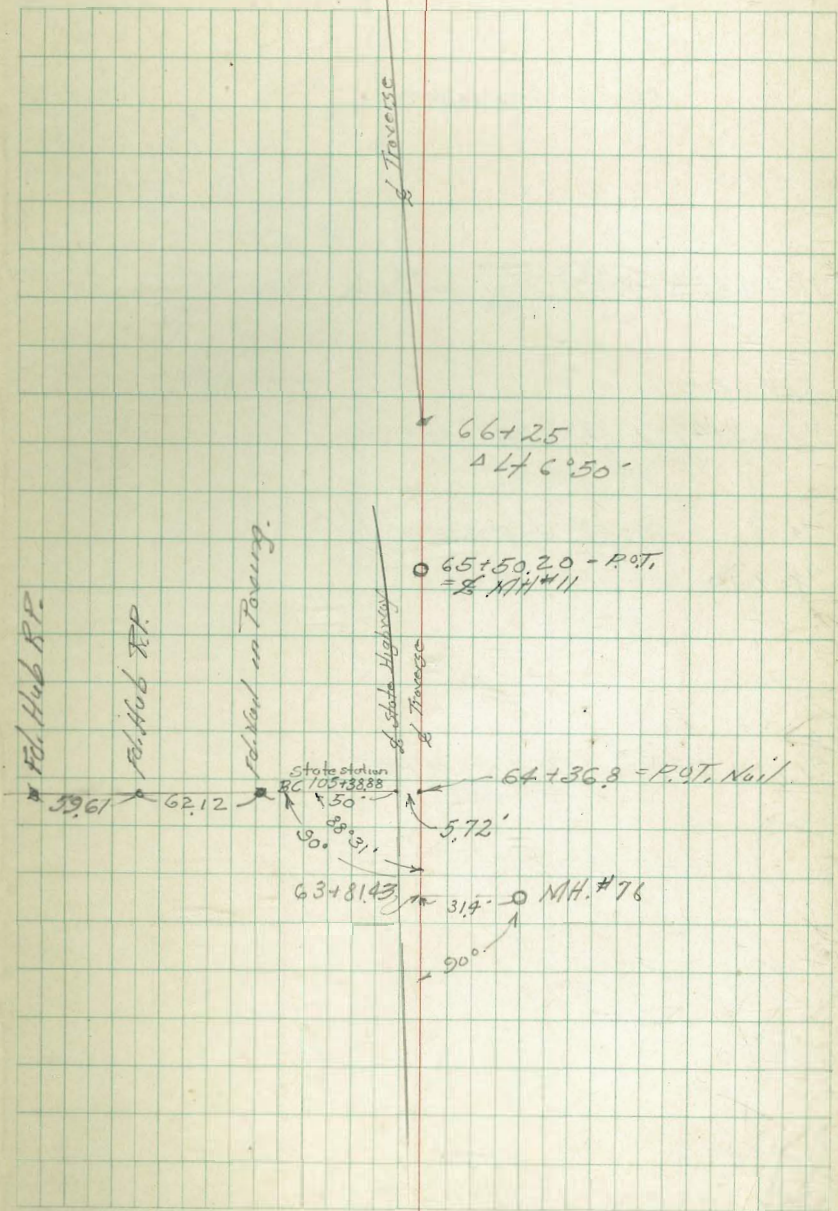 ℄ Traverse
66+25
Δ Lt 6°50'
65+50.20 - P.O.T.
= ℄ MH #11
Fd. Hub R.P.
Fd. Hub R.P.
Fd. Nail in Paving.
℄ State Highway
℄ Traverse
State station
BC 105+38.88
64+36.8 = P.O.T. Nail
59.61
62.12
50'
5.72'
88°31'
90°
63+81.43
31.4'
MH. #76
90°